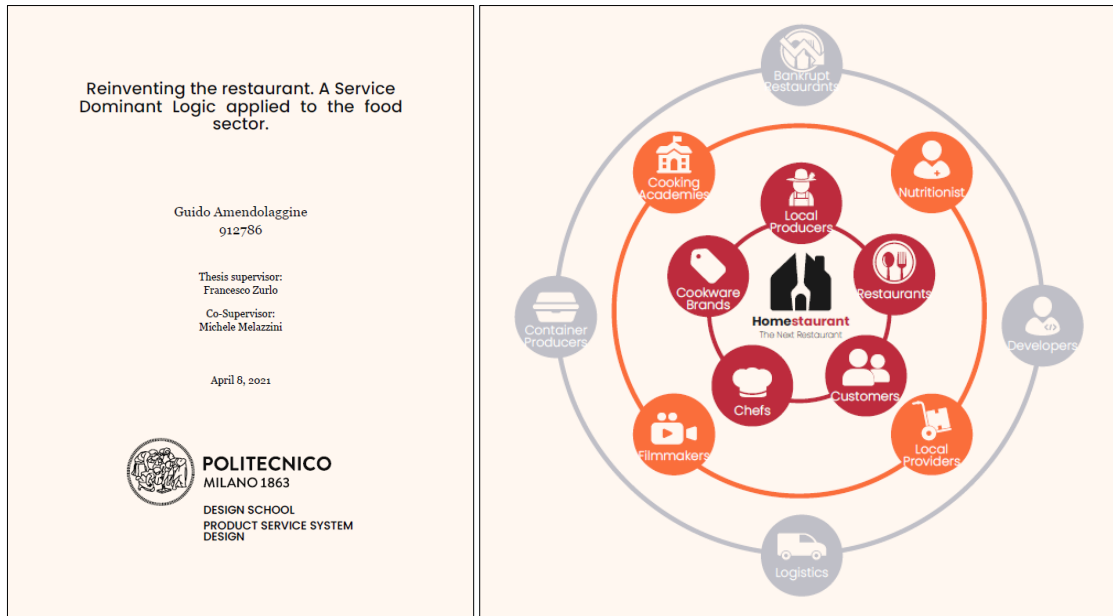 Reinventing the restaurant. A Service
Dominant Logic applied to the food
sector.
Guido Amendolaggine
912786
Thesis supervisor:
Francesco Zurlo
Co-Supervisor:
Michele Melazzini
April 8, 2021
POLITECNICO
MILANO 1863
DESIGN SCHOOL
PRODUCT SERVICE SYSTEM
DESIGN
Bankrupt
Restaurants
Cooking
Academies
Nutritionist
Local
Producers
Cookware
Brands
Restaurants
Homestaurant
The Next Restaurant
Container
Producers
Developers
Chefs
Customers
Filmmakers
Local
Providers
Logistics